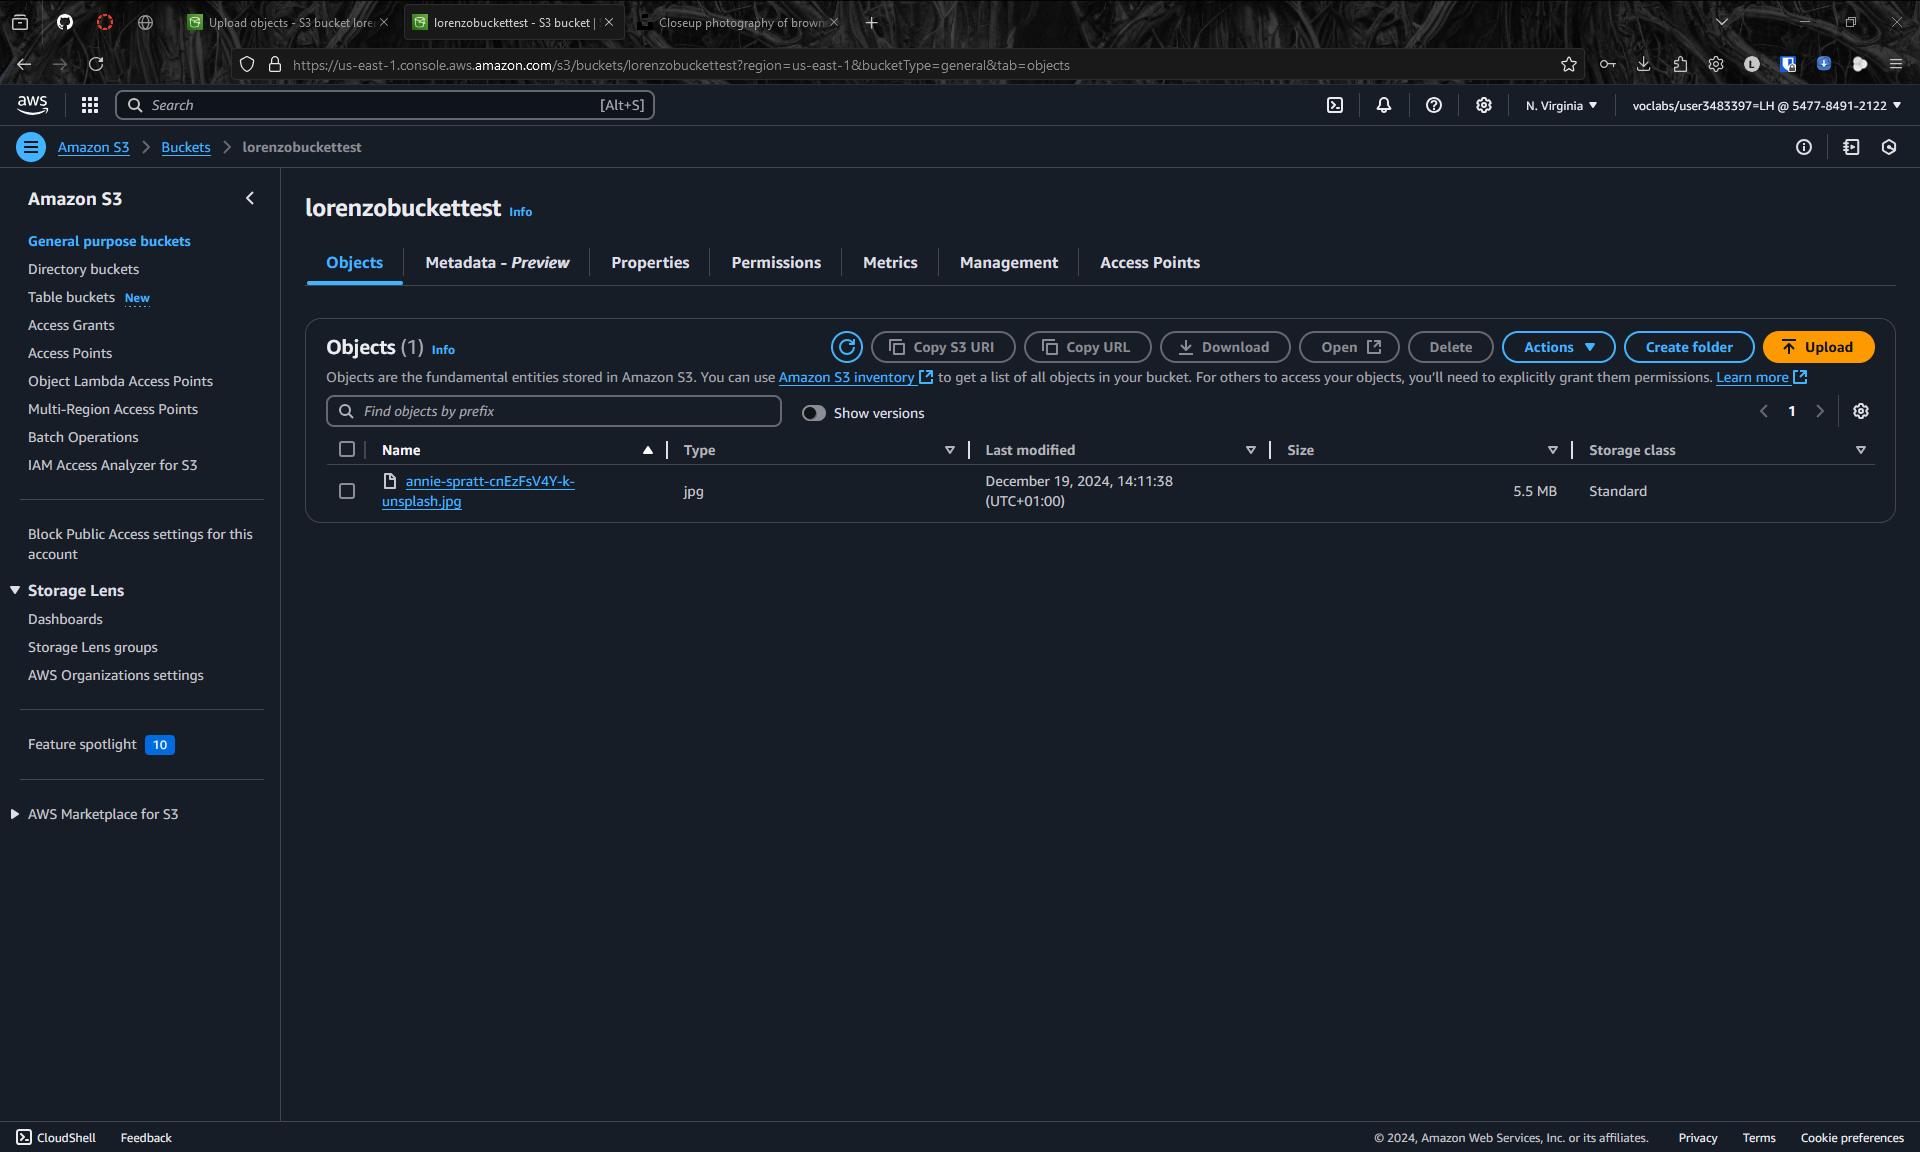 Upload objects - S3 bucket lore
lorenzobuckettest - S3 bucket |
Closeup photography of brown
https://us-east-1.console.aws.amazon.com/s3/buckets/lorenzobuckettest?region=us-east-1&bucketType=general&tab=objects
aws
Search
[Alt+S]
N. Virginia
voclabs/user3483397=LH @ 5477-8491-2122
Amazon S3
Buckets
lorenzobuckettest
Amazon S3
General purpose buckets
Directory buckets
Table buckets New
Access Grants
Access Points
Object Lambda Access Points
Multi-Region Access Points
Batch Operations
IAM Access Analyzer for S3
Block Public Access settings for this
account
Storage Lens
Dashboards
Storage Lens groups
AWS Organizations settings
Feature spotlight 10
AWS Marketplace for S3
lorenzobuckettest Info
Objects
Metadata - Preview
Properties
Permissions
Metrics
Management
Access Points
Objects (1) Info
Copy S3 URI
Copy URL
Download
Open
Delete
Actions
Create folder
Upload
Objects are the fundamental entities stored in Amazon S3. You can use Amazon S3 inventory to get a list of all objects in your bucket. For others to access your objects, you'll need to explicitly grant them permissions. Learn more
Find objects by prefix
Show versions
1
Name
Type
Last modified
Size
Storage class
annie-spratt-cnEzFsV4Y-k-
unsplash.jpg
jpg
December 19, 2024, 14:11:38
(UTC+01:00)
5.5 MB
Standard
CloudShell
Feedback
© 2024, Amazon Web Services, Inc. or its affiliates.
Privacy
Terms
Cookie preferences